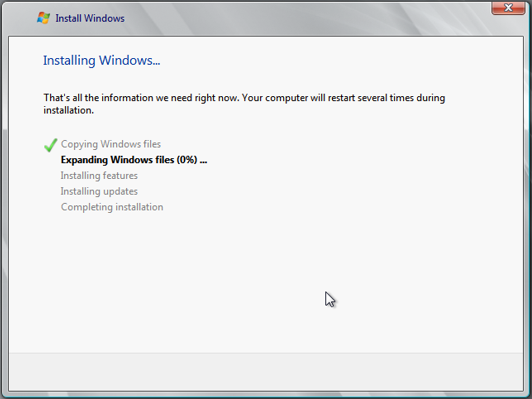 Install Windows
Installing Windows...
That's all the information we need right now. Your computer will restart several times during
installation.
Copying Windows files
Expanding Windows files (0%) ...
Installing features
Installing updates
Completing installation